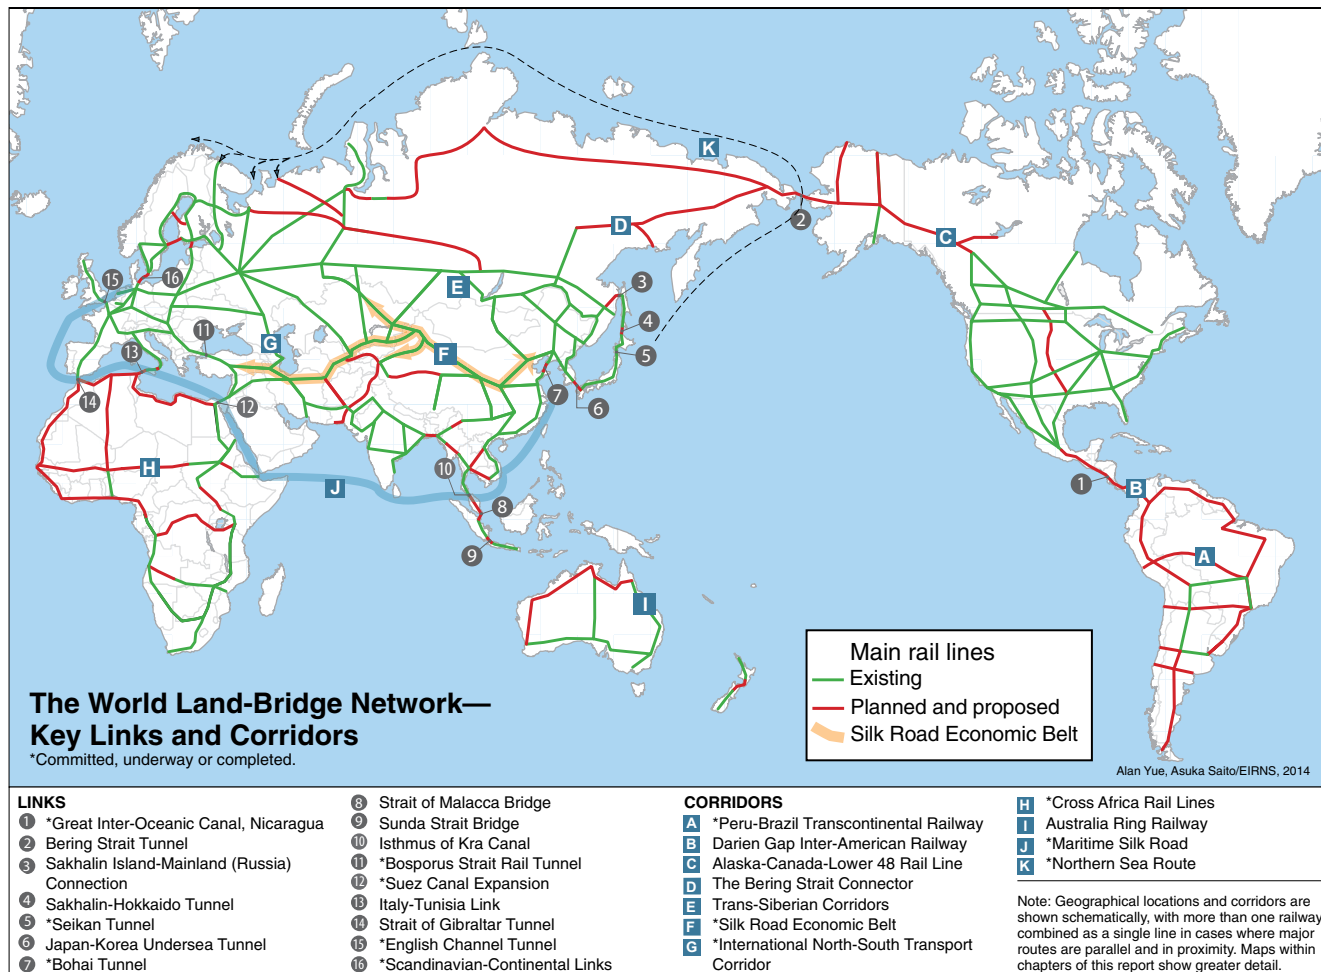 K
2
D
C
15
16
E
3
4
11
G
13
F
5
14
12
7
6
H
10
J
8
9
1
B
A
I
Main rail lines
Existing
Planned and proposed
Silk Road Economic Belt
The World Land-Bridge Network—
Key Links and Corridors
*Committed, underway or completed.
Alan Yue, Asuka Saito/EIRNS, 2014
LINKS
1 *Great Inter-Oceanic Canal, Nicaragua
2 Bering Strait Tunnel
3 Sakhalin Island-Mainland (Russia)
Connection
4 Sakhalin-Hokkaido Tunnel
5 *Seikan Tunnel
6 Japan-Korea Undersea Tunnel
7 *Bohai Tunnel
8 Strait of Malacca Bridge
9 Sunda Strait Bridge
10 Isthmus of Kra Canal
11 *Bosporus Strait Rail Tunnel
12 *Suez Canal Expansion
13 Italy-Tunisia Link
14 Strait of Gibraltar Tunnel
15 *English Channel Tunnel
16 *Scandinavian-Continental Links
CORRIDORS
A *Peru-Brazil Transcontinental Railway
B Darien Gap Inter-American Railway
C Alaska-Canada-Lower 48 Rail Line
D The Bering Strait Connector
E Trans-Siberian Corridors
F *Silk Road Economic Belt
G *International North-South Transport
Corridor
H *Cross Africa Rail Lines
I Australia Ring Railway
J *Maritime Silk Road
K *Northern Sea Route
Note: Geographical locations and corridors are
shown schematically, with more than one railway
combined as a single line in cases where major
routes are parallel and in proximity. Maps within
chapters of this report show greater detail.